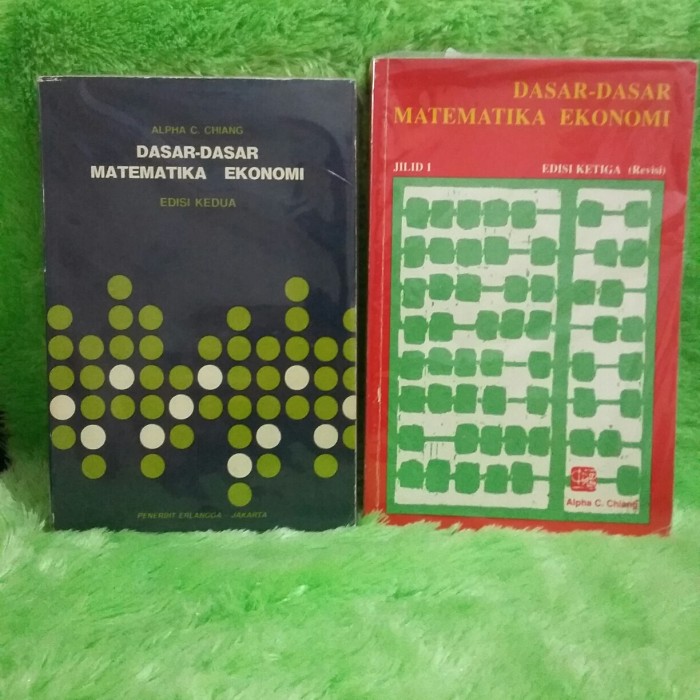 ALPHA C. CHIANG
DASAR-DASAR
MATEMATIKA EKONOMI
EDISI KEDUA
PENERBIT ERLANGGA - JAKARTA
DASAR-DASAR
MATEMATIKA EKONOMI
JILID 1 EDISI KETIGA (Revisi)
Alpha C. Chiang